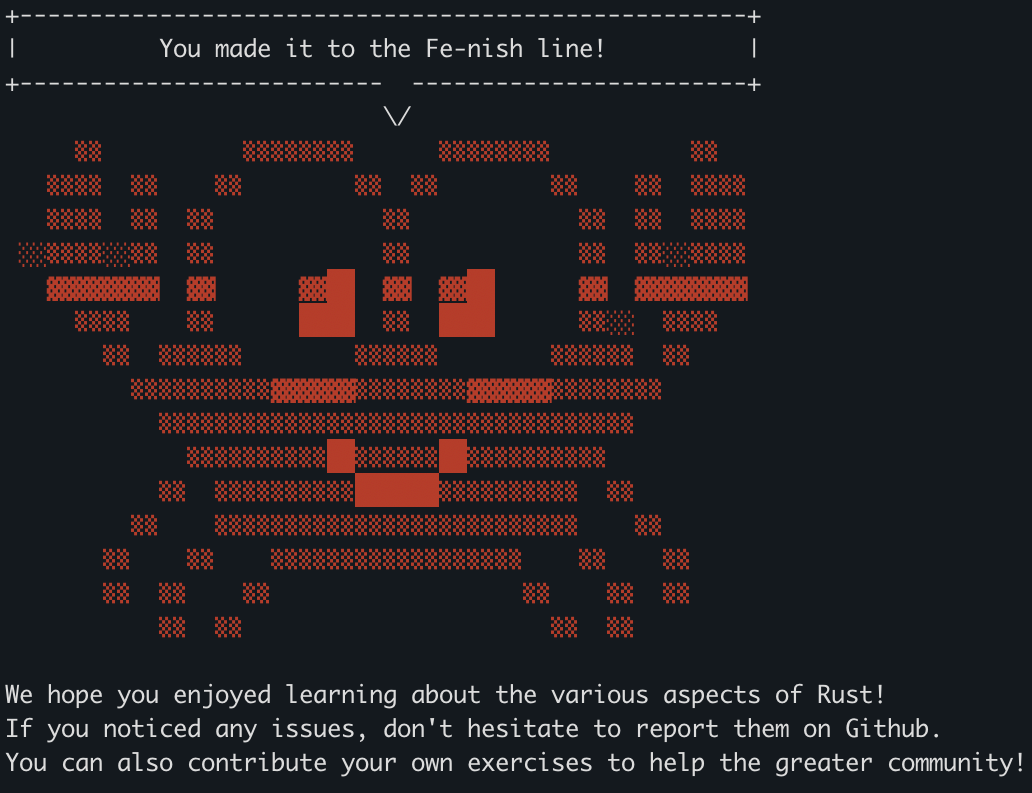 You made it to the Fe-nish line!
We hope you enjoyed learning about the various aspects of Rust!
If you noticed any issues, don't hesitate to report them on Github.
You can also contribute your own exercises to help the greater community!